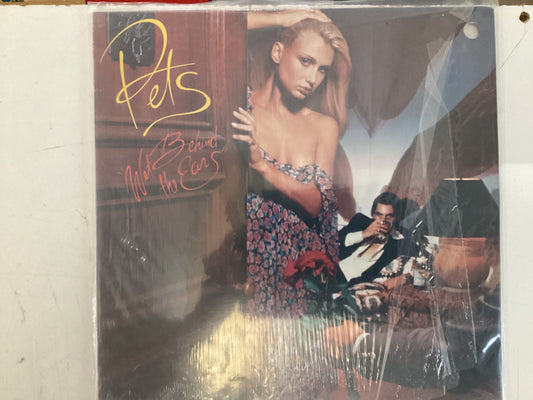 Pets
"Wet Behind
the Ears